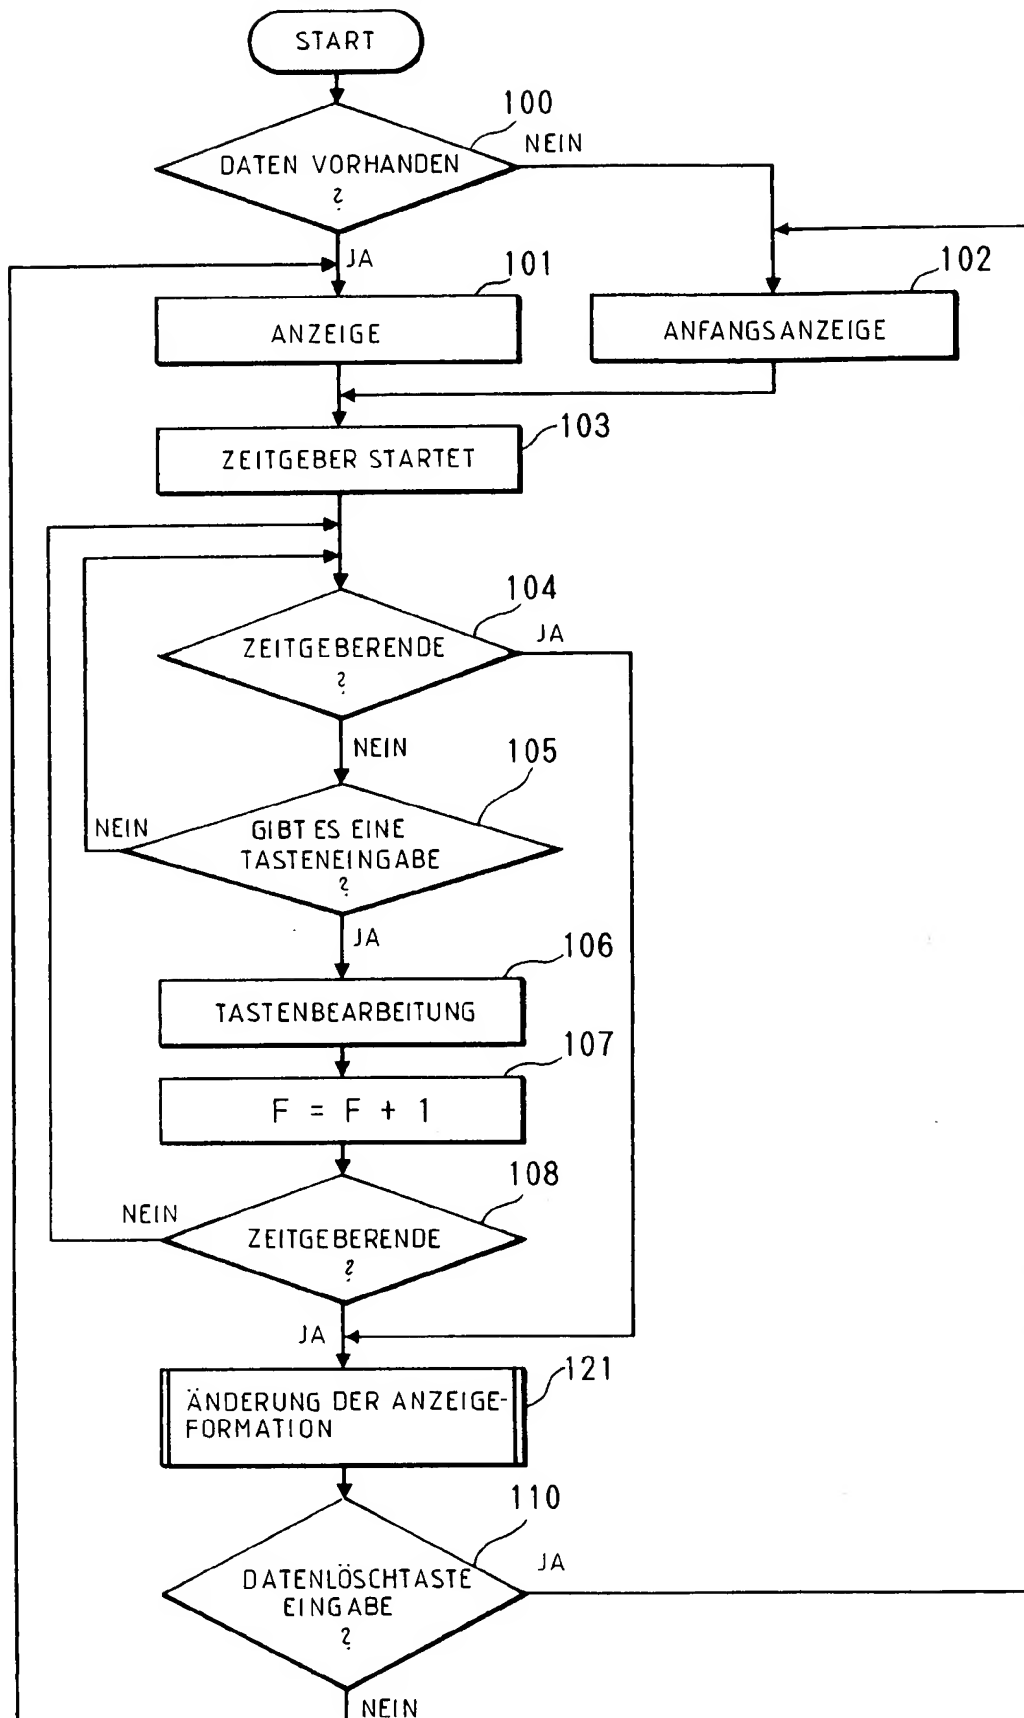 START
100
NEIN
DATEN VORHANDEN
?
JA
101
102
ANZEIGE
ANFANGSANZEIGE
103
ZEITGEBER STARTET
104
JA
ZEITGEBERENDE
?
NEIN
105
NEIN
GIBT ES EINE
TASTENEINGABE
?
JA
106
TASTENBEARBEITUNG
107
F = F + 1
108
NEIN
ZEITGEBERENDE
?
JA
121
ÄNDERUNG DER ANZEIGE-
FORMATION
110
JA
DATENLÖSCHTASTE
EINGABE
?
NEIN